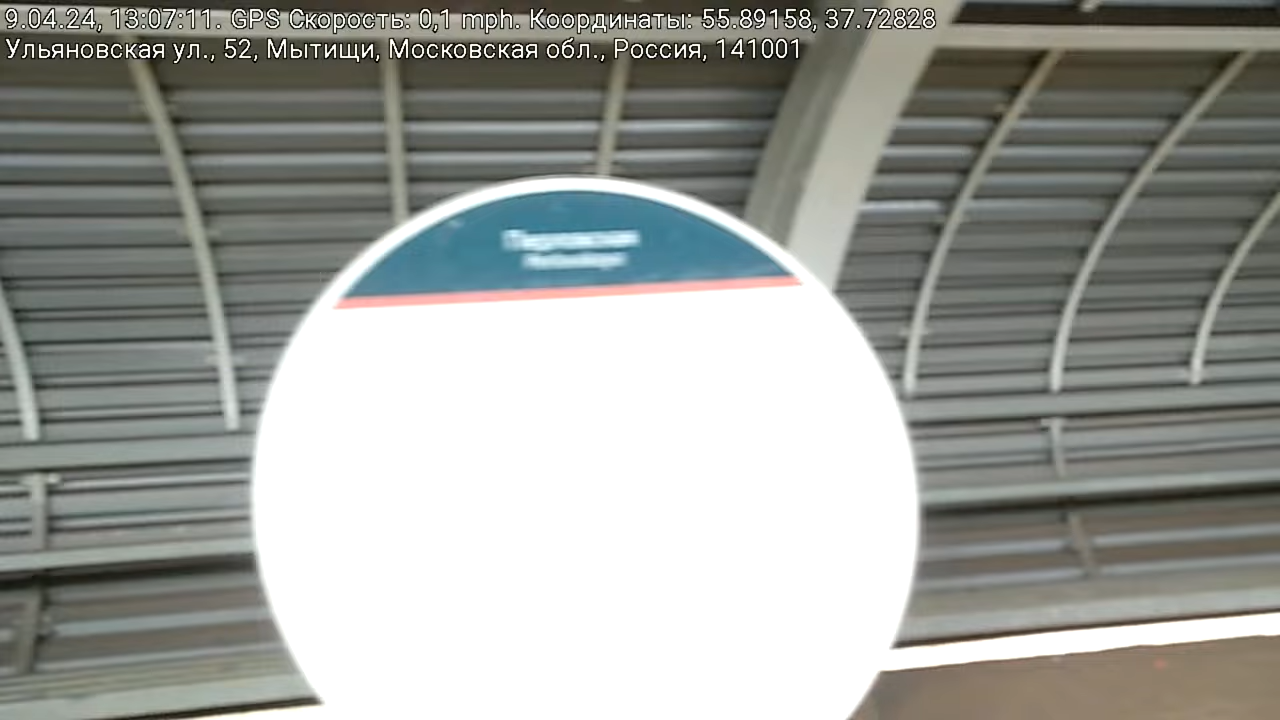 9.04.24, 13:07:11. GPS Скорость: 0,1 mph. Координаты: 55.89158, 37.72828
Ульяновская ул., 52, Мытищи, Московская обл., Россия, 141001
Перловская